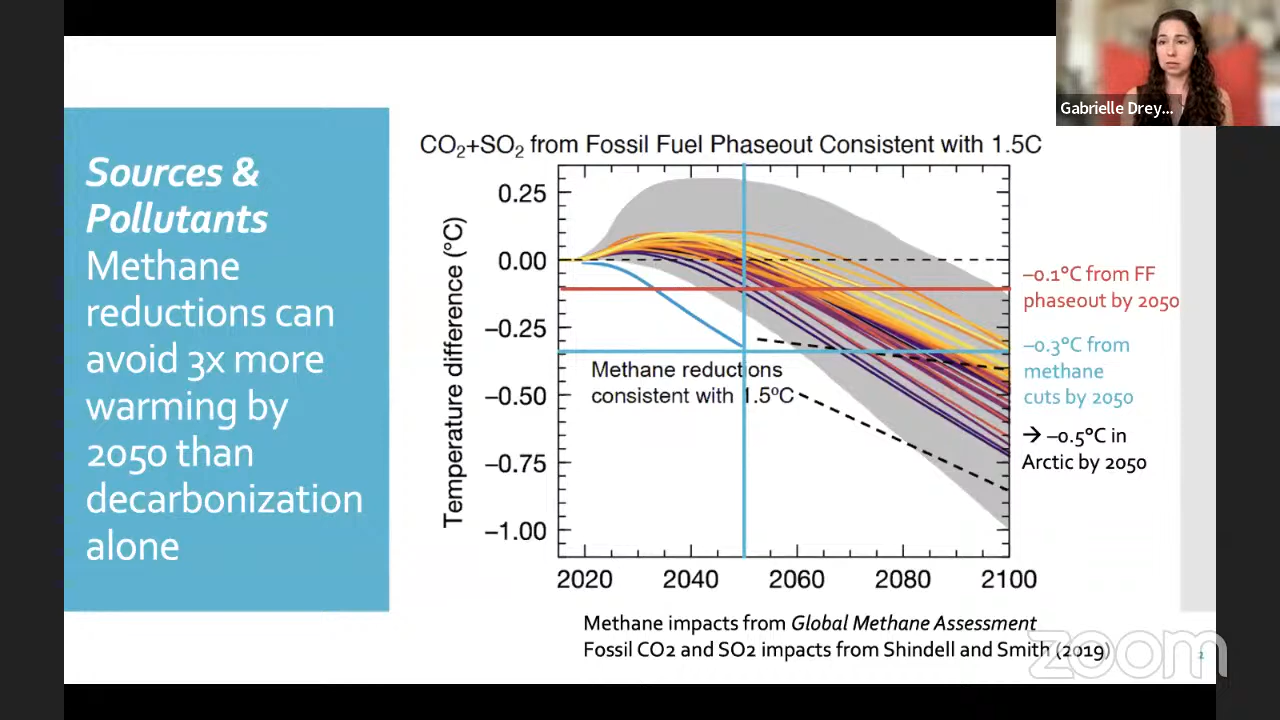 Gabrielle Drey...
Sources &
Pollutants
Methane
reductions can
avoid 3x more
warming by
2050 than
decarbonization
alone
CO₂+SO₂ from Fossil Fuel Phaseout Consistent with 1.5C
Temperature difference (°C)
0.25
0.00
−0.25
−0.50
−0.75
−1.00
2020 2040 2060 2080 2100
Methane reductions
consistent with 1.5ºC
−0.1°C from FF
phaseout by 2050
−0.3°C from
methane
cuts by 2050
→ −0.5°C in
Arctic by 2050
Methane impacts from Global Methane Assessment
Fossil CO2 and SO2 impacts from Shindell and Smith (2019)
zoom
2